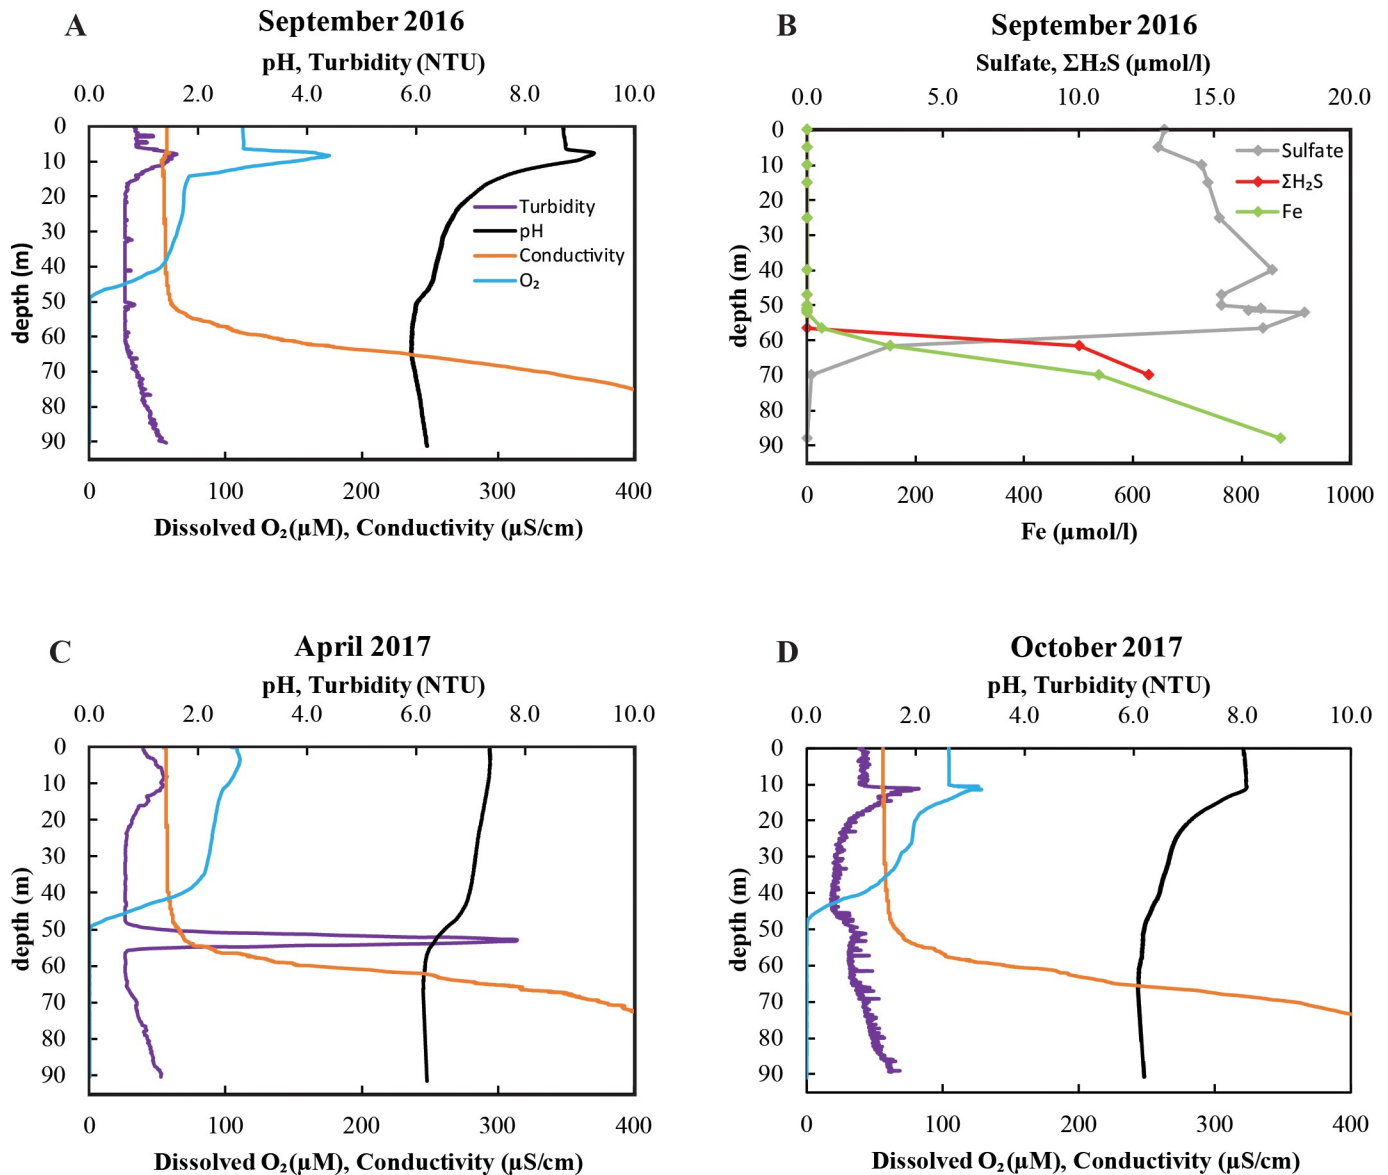 A
September 2016
pH, Turbidity (NTU)
0.0 2.0 4.0 6.0 8.0 10.0
0
10
20
30
40
50
60
70
80
90
depth (m)
Turbidity
pH
Conductivity
O₂
0 100 200 300 400
Dissolved O₂(µM), Conductivity (µS/cm)
B
September 2016
Sulfate, ΣH₂S (µmol/l)
0.0 5.0 10.0 15.0 20.0
0
10
20
30
40
50
60
70
80
90
depth (m)
Sulfate
ΣH₂S
Fe
0 200 400 600 800 1000
Fe (µmol/l)
C
April 2017
pH, Turbidity (NTU)
0.0 2.0 4.0 6.0 8.0 10.0
0
10
20
30
40
50
60
70
80
90
depth (m)
0 100 200 300 400
Dissolved O₂(µM), Conductivity (µS/cm)
D
October 2017
pH, Turbidity (NTU)
0.0 2.0 4.0 6.0 8.0 10.0
0
10
20
30
40
50
60
70
80
90
depth (m)
0 100 200 300 400
Dissolved O₂(µM), Conductivity (µS/cm)